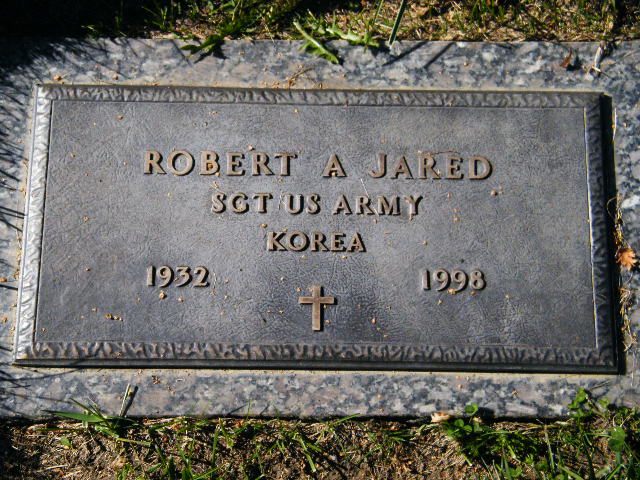 ROBERT A JARED
SGT US ARMY
KOREA
1932 1998